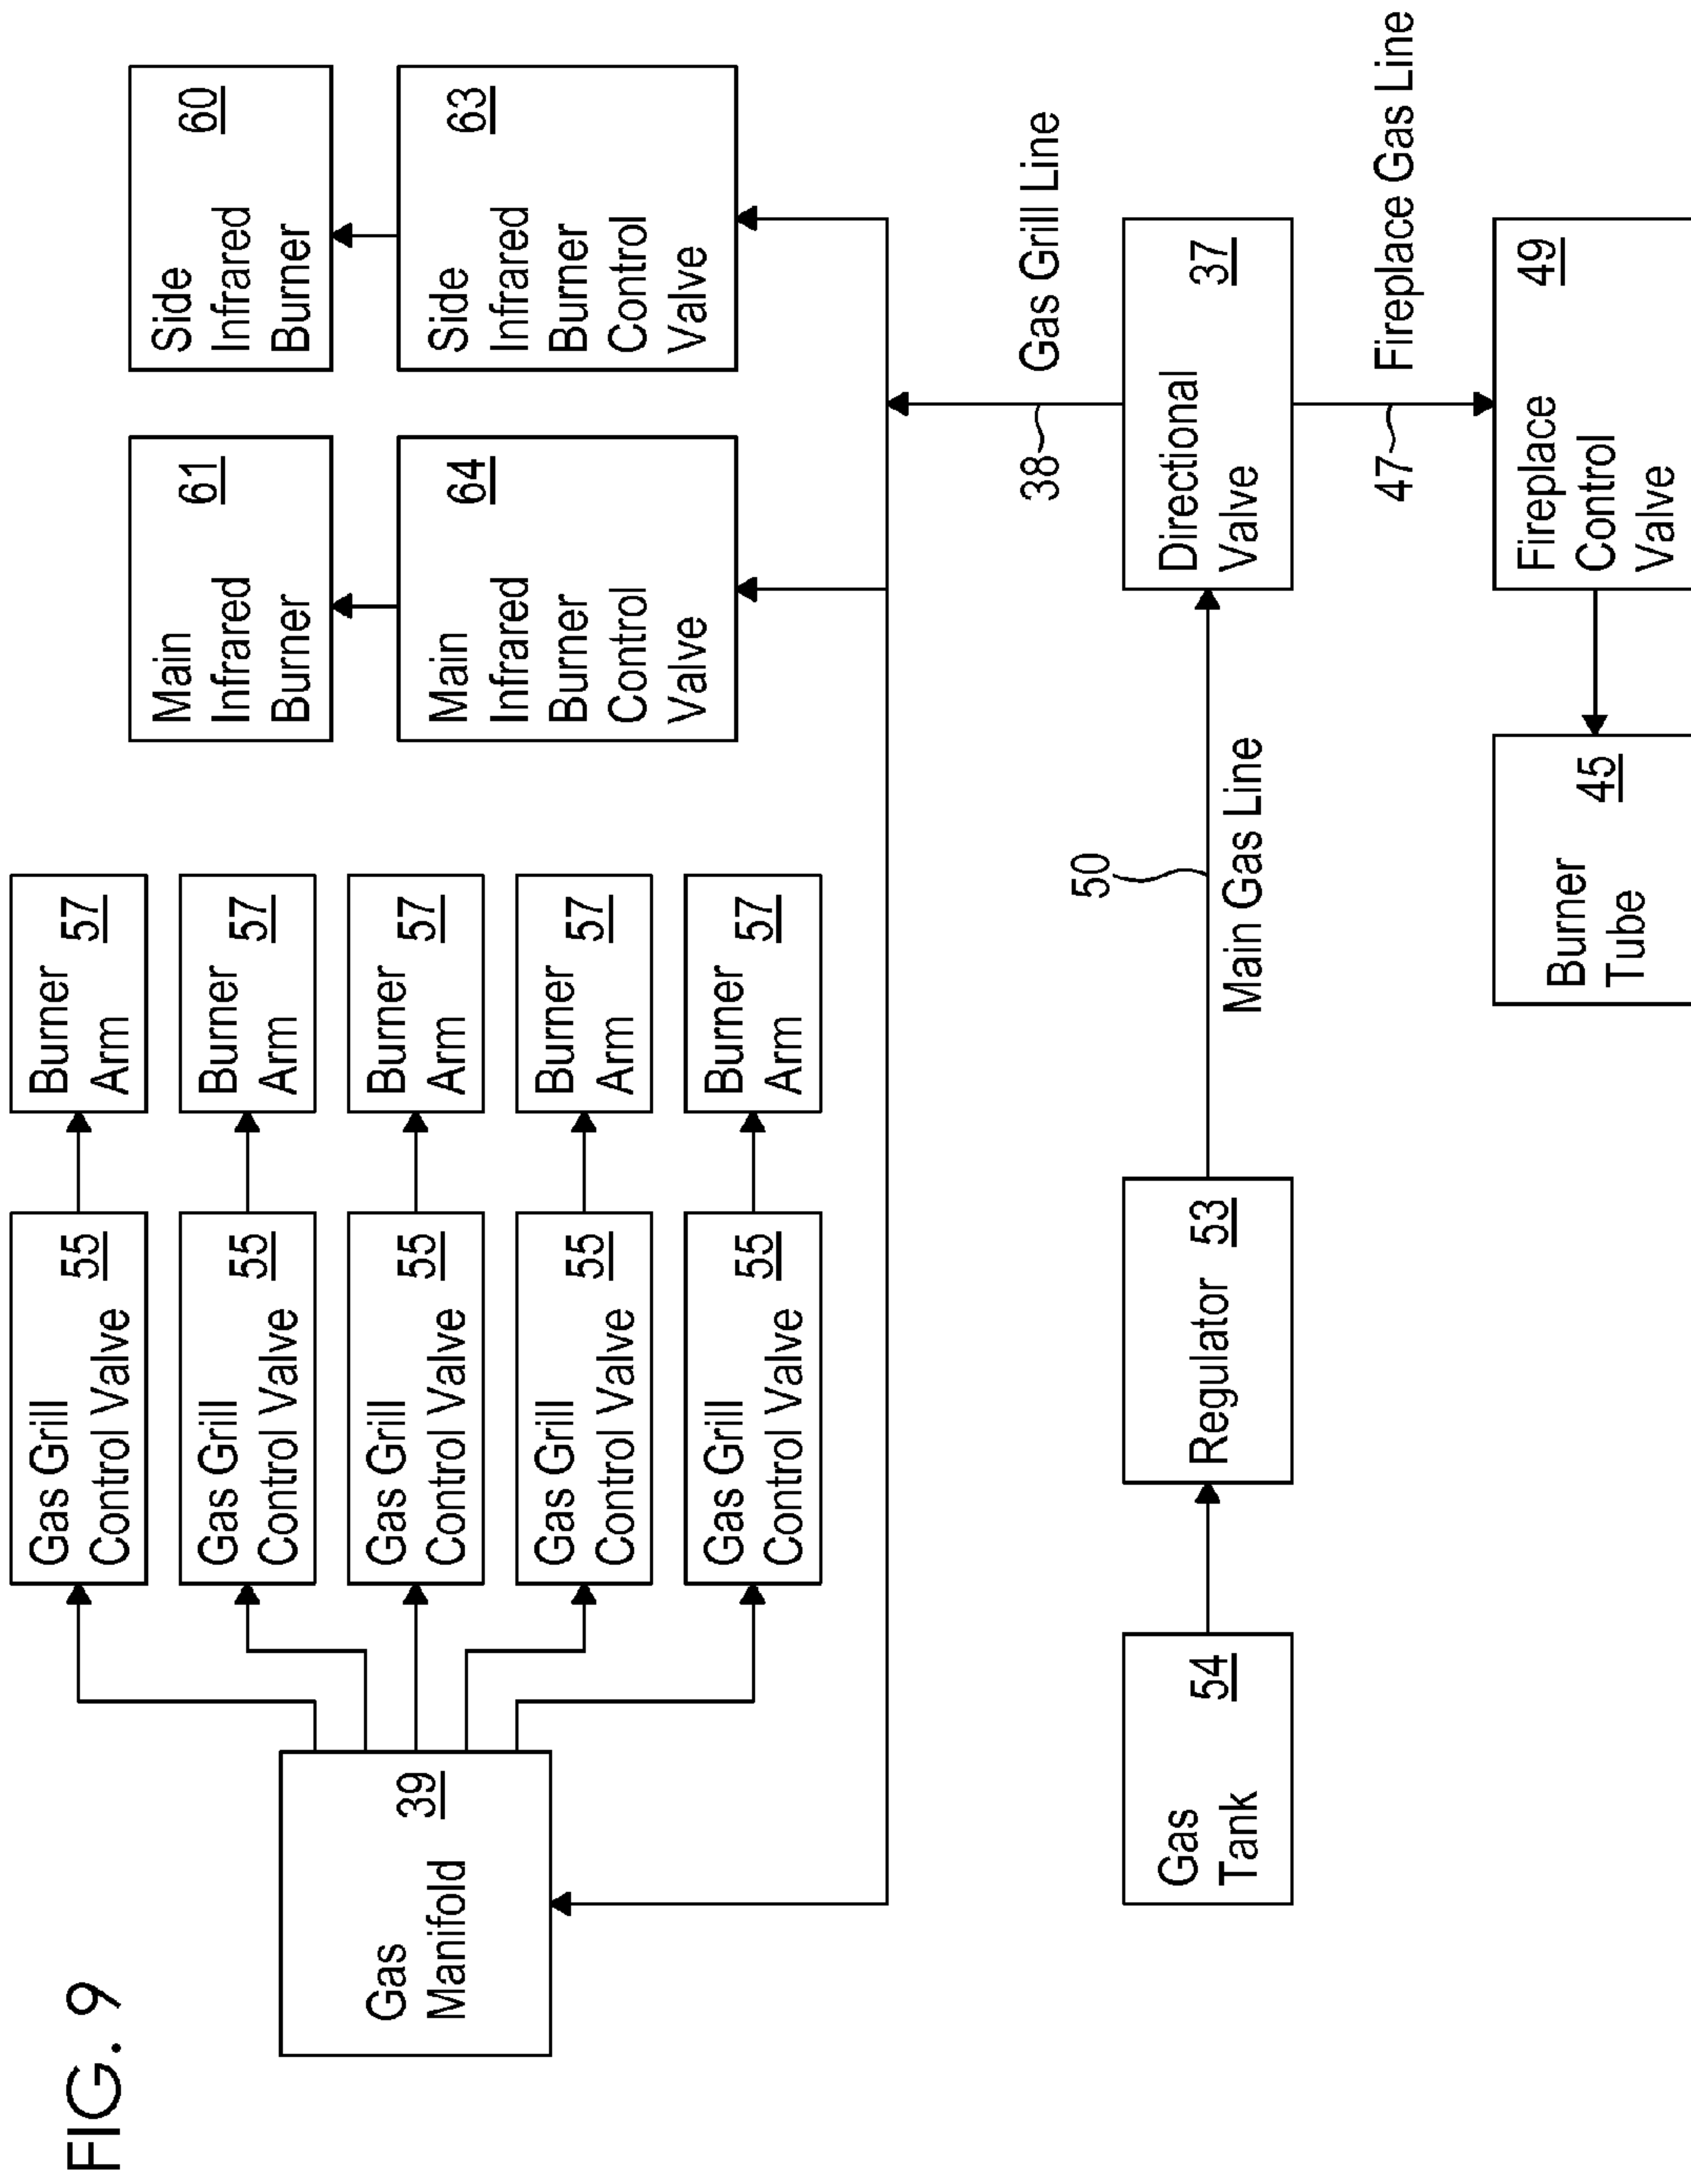 FIG. 9
Gas
Manifold
39
Gas Grill
Control Valve 55
Burner
Arm 57
Gas Grill
Control Valve 55
Burner
Arm 57
Gas Grill
Control Valve 55
Burner
Arm 57
Gas Grill
Control Valve 55
Burner
Arm 57
Gas Grill
Control Valve 55
Burner
Arm 57
Main
Infrared 61
Burner
Side
Infrared 60
Burner
Main
Infrared 64
Burner
Control
Valve
Side
Infrared 63
Burner
Control
Valve
38
Gas Grill Line
Gas
Tank 54
Regulator 53
50
Main Gas Line
Directional
Valve 37
47
Fireplace Gas Line
Burner
Tube 45
Fireplace 49
Control
Valve